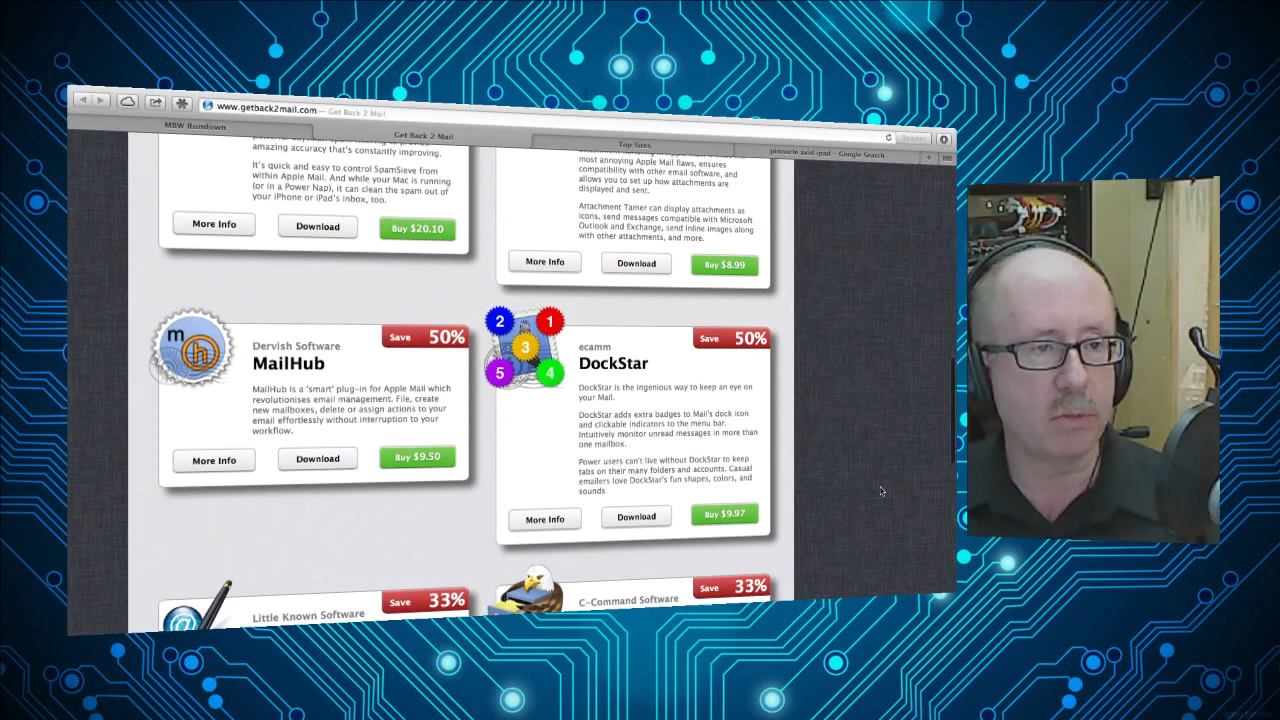 www.getback2mail.com — Get Back 2 Mail
Reader
MBW Rundown
Get Back 2 Mail
Top Sites
pinnacle avid ipad - Google Search
+
amazing accuracy that's constantly improving.
It's quick and easy to control SpamSieve from
within Apple Mail. And while your Mac is running
(or in a Power Nap), it can clean the spam out of
your iPhone or iPad's inbox, too.
More Info
Download
Buy $20.10
most annoying Apple Mail flaws, ensures
compatibility with other email software, and
allows you to set up how attachments are
displayed and sent.
Attachment Tamer can display attachments as
icons, send messages compatible with Microsoft
Outlook and Exchange, send inline images along
with other attachments, and more.
More Info
Download
Buy $8.99
m
h
Dervish Software
Save 50%
MailHub
MailHub is a 'smart' plug-in for Apple Mail which
revolutionises email management. File, create
new mailboxes, delete or assign actions to your
email effortlessly without interruption to your
workflow.
More Info
Download
Buy $9.50
2
1
3
5
4
ecamm
Save 50%
DockStar
DockStar is the ingenious way to keep an eye on
your Mail.
DockStar adds extra badges to Mail's dock icon
and clickable indicators to the menu bar.
Intuitively monitor unread messages in more than
one mailbox.
Power users can't live without DockStar to keep
tabs on their many folders and accounts. Casual
emailers love DockStar's fun shapes, colors, and
sounds
More Info
Download
Buy $9.97
@
Little Known Software
Save 33%
C-Command Software
Save 33%